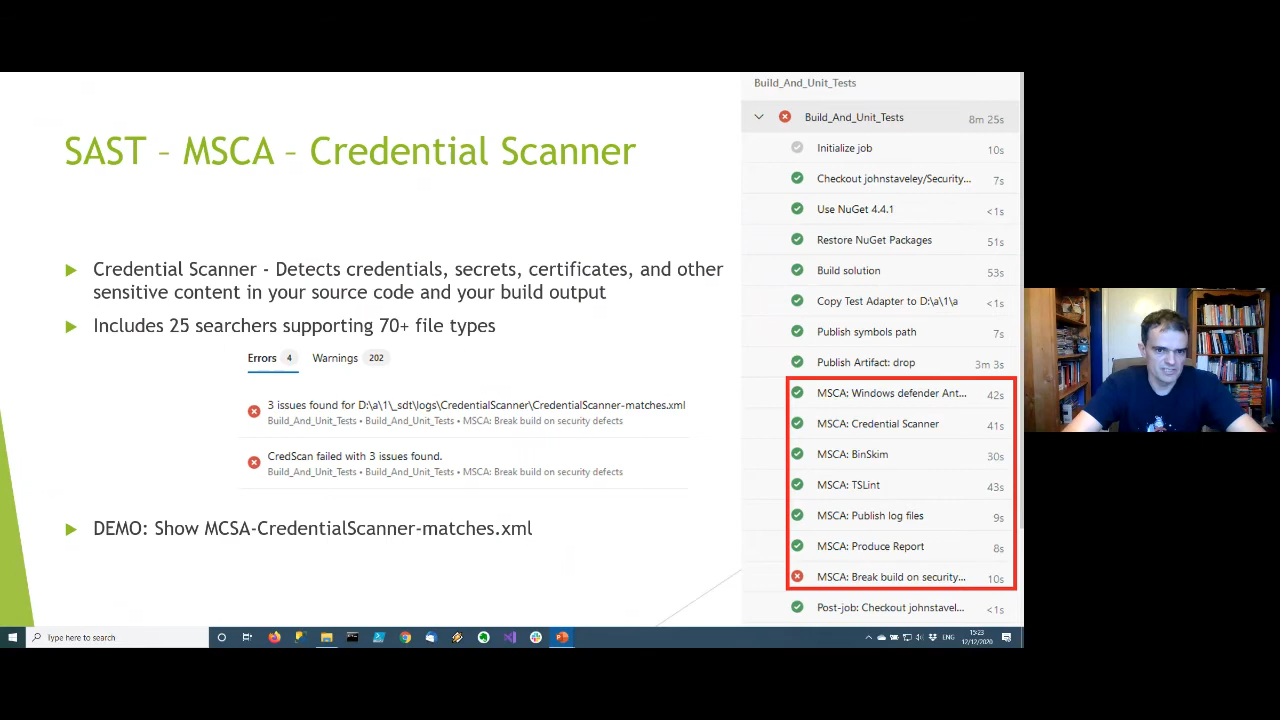 SAST – MSCA – Credential Scanner
Credential Scanner - Detects credentials, secrets, certificates, and other
sensitive content in your source code and your build output
Includes 25 searchers supporting 70+ file types
Errors 4 Warnings 202
3 issues found for D:\a\1\_sdt\logs\CredentialScanner\CredentialScanner-matches.xml
Build_And_Unit_Tests • Build_And_Unit_Tests • MSCA: Break build on security defects
CredScan failed with 3 issues found.
Build_And_Unit_Tests • Build_And_Unit_Tests • MSCA: Break build on security defects
DEMO: Show MCSA-CredentialScanner-matches.xml
Build_And_Unit_Tests
Build_And_Unit_Tests 8m 25s
Initialize job 10s
Checkout johnstaveley/Security... 7s
Use NuGet 4.4.1 <1s
Restore NuGet Packages 51s
Build solution 53s
Copy Test Adapter to D:\a\1\a <1s
Publish symbols path 7s
Publish Artifact: drop 3m 3s
MSCA: Windows defender Ant... 42s
MSCA: Credential Scanner 41s
MSCA: BinSkim 30s
MSCA: TSLint 43s
MSCA: Publish log files 9s
MSCA: Produce Report 8s
MSCA: Break build on security... 10s
Post-job: Checkout johnstavel... <1s
Type here to search
ENG
15:23
12/12/2020